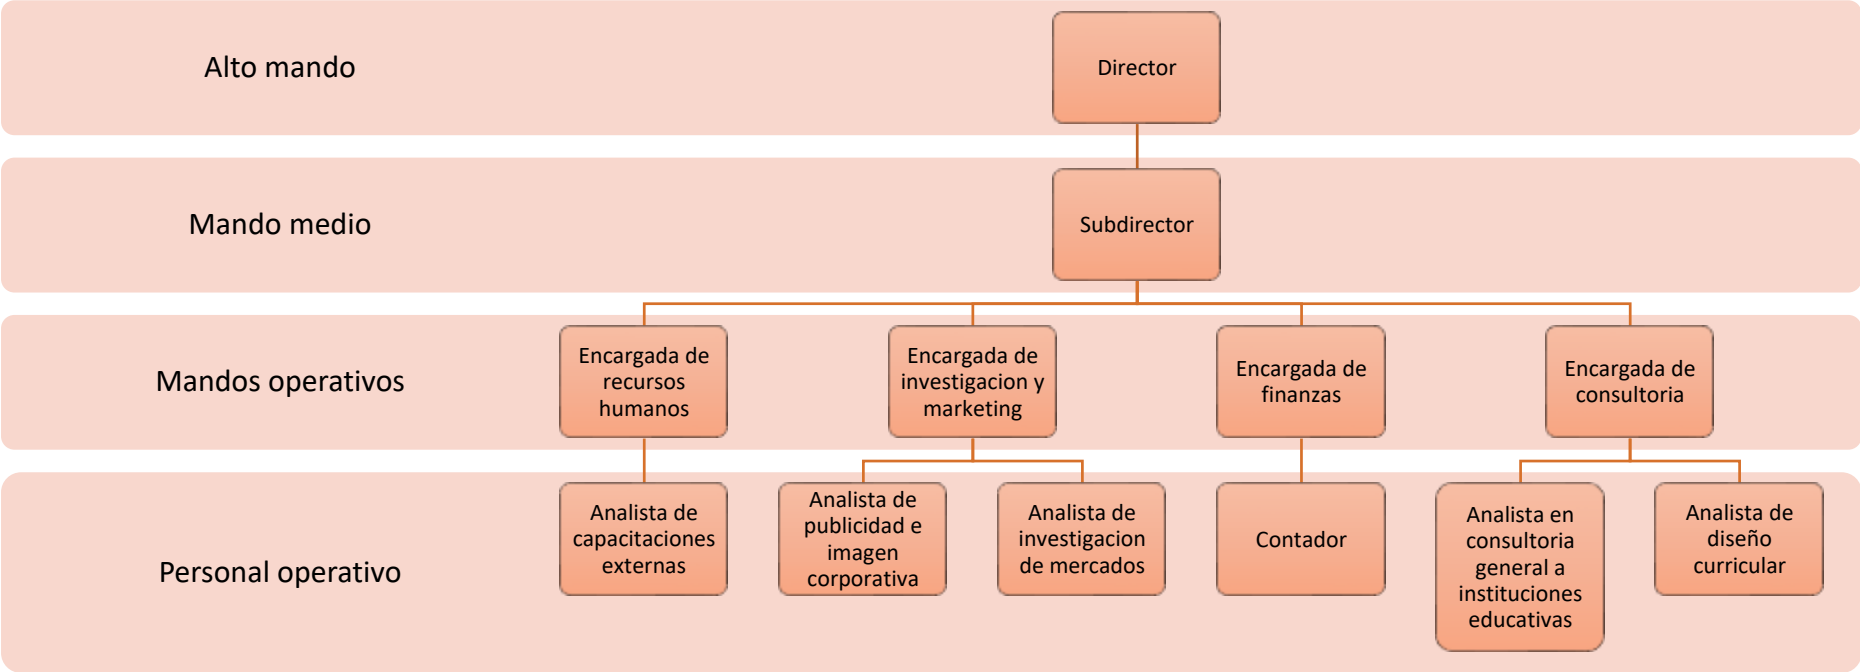 Alto mando
Director
Mando medio
Subdirector
Mandos operativos
Encargada de
recursos
humanos
Encargada de
investigacion y
marketing
Encargada de
finanzas
Encargada de
consultoria
Personal operativo
Analista de
capacitaciones
externas
Analista de
publicidad e
imagen
corporativa
Analista de
investigacion
de mercados
Contador
Analista en
consultoria
general a
instituciones
educativas
Analista de
diseño
curricular